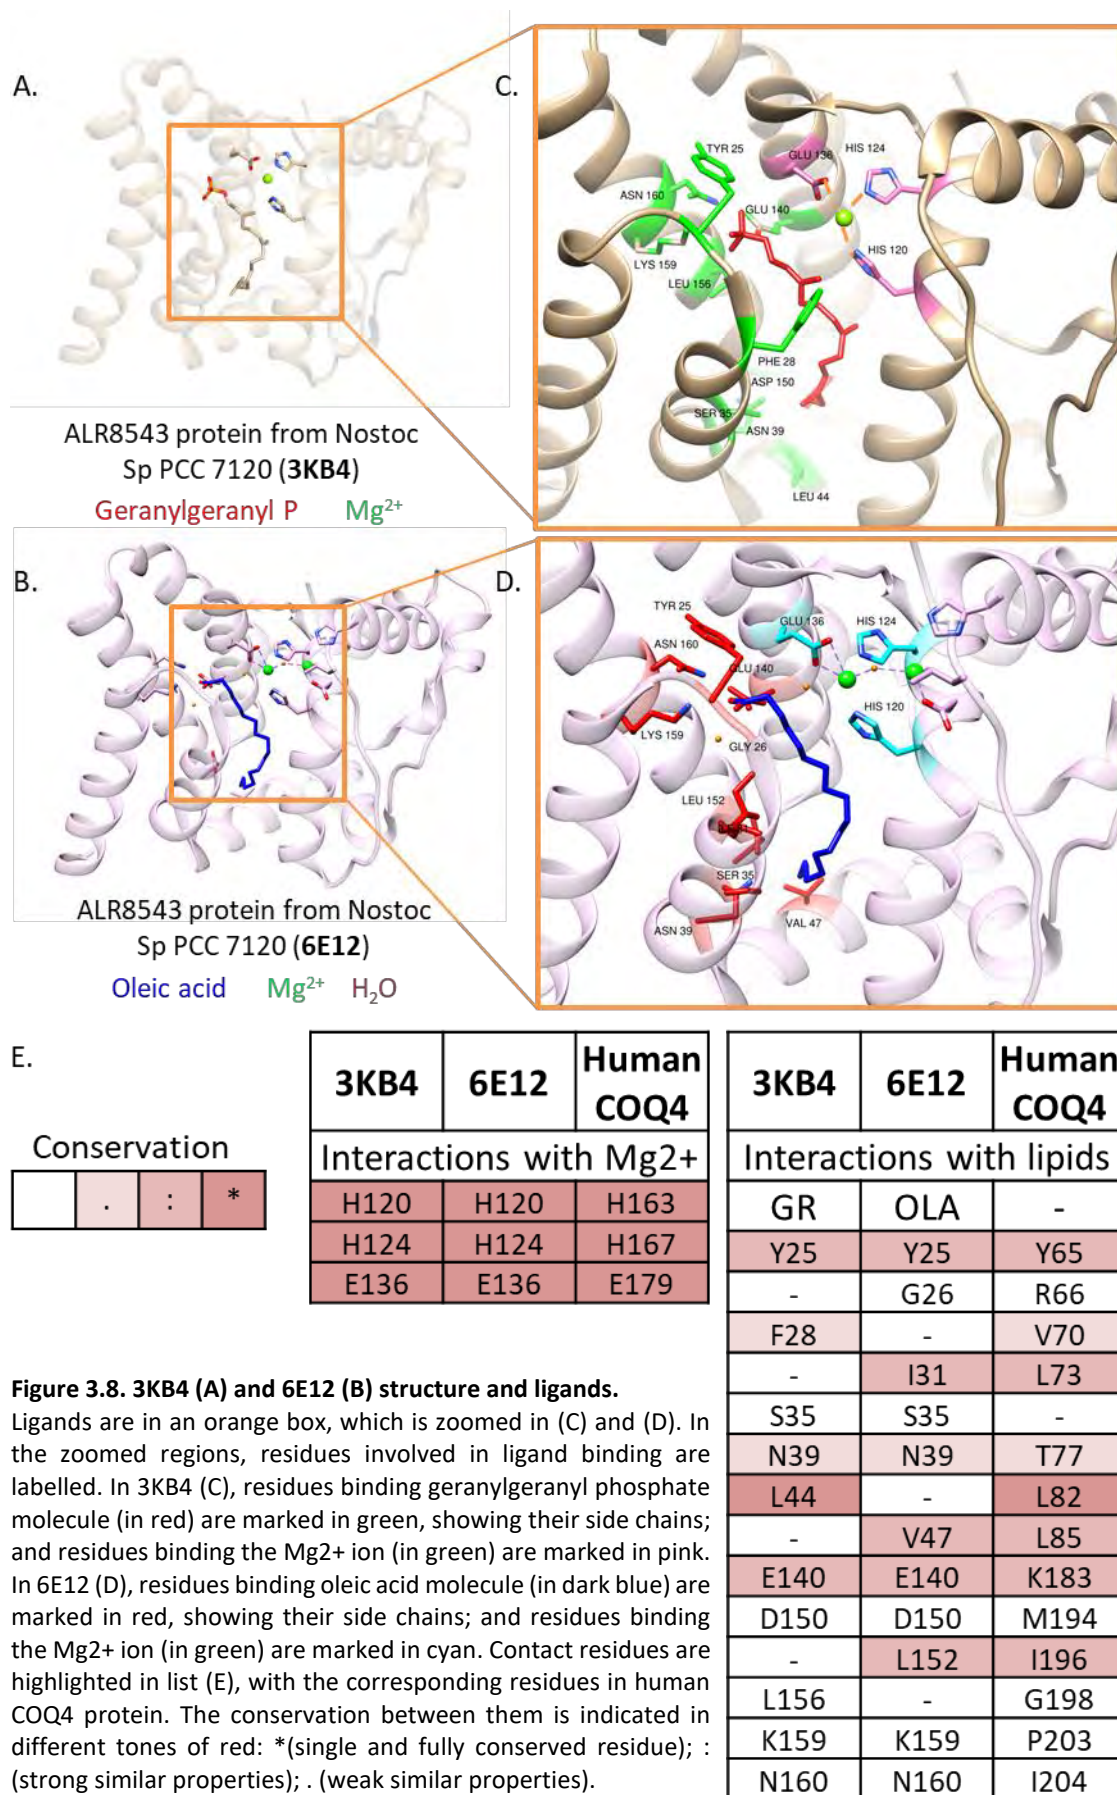 A.
ALR8543 protein from Nostoc
Sp PCC 7120 (3KB4)
Geranylgeranyl P Mg2+
C.
TYR 25
GLU 136
HIS 124
ASN 160
GLU 140
LYS 159
HIS 120
LEU 156
PHE 28
ASP 150
SER 35
ASN 39
LEU 44
B.
ALR8543 protein from Nostoc
Sp PCC 7120 (6E12)
Oleic acid Mg2+ H2O
D.
TYR 25
GLU 136
HIS 124
ASN 160
GLU 140
HIS 120
LYS 159
GLY 26
LEU 152
SER 35
ASN 39
VAL 47
E.
Conservation
. : *
3KB4 6E12 Human COQ4
Interactions with Mg2+
H120 H120 H163
H124 H124 H167
E136 E136 E179
3KB4 6E12 Human COQ4
Interactions with lipids
GR OLA -
Y25 Y25 Y65
- G26 R66
F28 - V70
- I31 L73
S35 S35 -
N39 N39 T77
L44 - L82
- V47 L85
E140 E140 K183
D150 D150 M194
- L152 I196
L156 - G198
K159 K159 P203
N160 N160 I204
Figure 3.8. 3KB4 (A) and 6E12 (B) structure and ligands.
Ligands are in an orange box, which is zoomed in (C) and (D). In
the zoomed regions, residues involved in ligand binding are
labelled. In 3KB4 (C), residues binding geranylgeranyl phosphate
molecule (in red) are marked in green, showing their side chains;
and residues binding the Mg2+ ion (in green) are marked in pink.
In 6E12 (D), residues binding oleic acid molecule (in dark blue) are
marked in red, showing their side chains; and residues binding
the Mg2+ ion (in green) are marked in cyan. Contact residues are
highlighted in list (E), with the corresponding residues in human
COQ4 protein. The conservation between them is indicated in
different tones of red: *(single and fully conserved residue); :
(strong similar properties); . (weak similar properties).